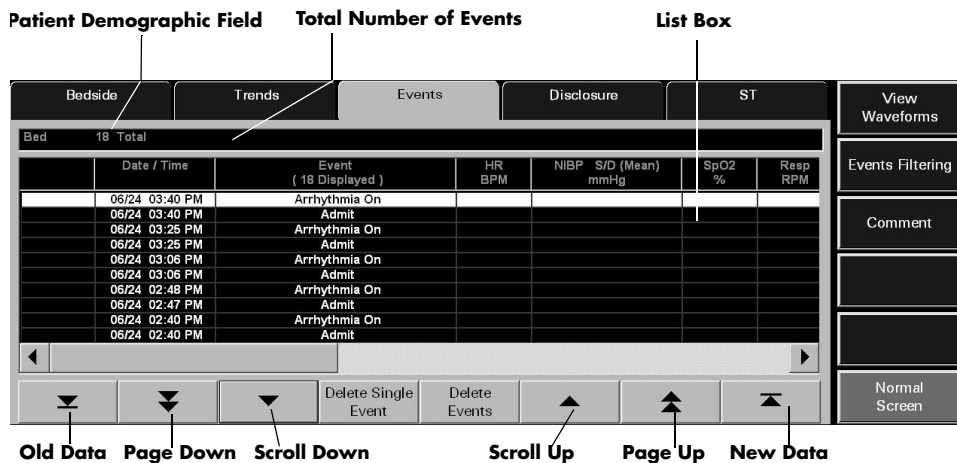 Patient Demographic Field Total Number of Events List Box
Bedside Trends Events Disclosure ST
View
Waveforms
Bed 18 Total
Events Filtering
Date / Time Event HR NIBP S/D (Mean) SpO2 Resp
( 18 Displayed ) BPM mmHg % RPM
06/24 03:40 PM Arrhythmia On
06/24 03:40 PM Admit
Comment
06/24 03:25 PM Arrhythmia On
06/24 03:25 PM Admit
06/24 03:06 PM Arrhythmia On
06/24 03:06 PM Admit
06/24 02:48 PM Arrhythmia On
06/24 02:47 PM Admit
06/24 02:40 PM Arrhythmia On
06/24 02:40 PM Admit
Delete Single Delete
Event Events
Normal
Screen
Old Data Page Down Scroll Down Scroll Up Page Up New Data